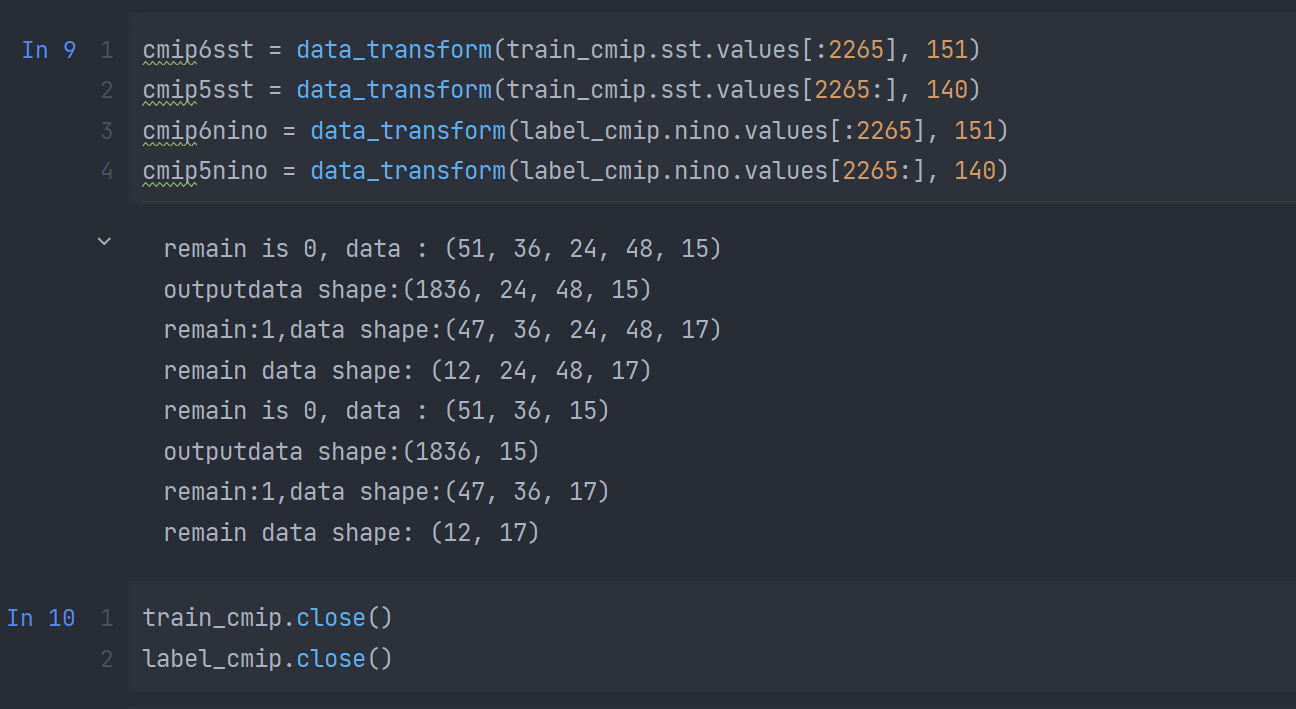 In 9 1 cmip6sst = data_transform(train_cmip.sst.values[:2265], 151)
2 cmip5sst = data_transform(train_cmip.sst.values[2265:], 140)
3 cmip6nino = data_transform(label_cmip.nino.values[:2265], 151)
4 cmip5nino = data_transform(label_cmip.nino.values[2265:], 140)
remain is 0, data : (51, 36, 24, 48, 15)
outputdata shape:(1836, 24, 48, 15)
remain:1,data shape:(47, 36, 24, 48, 17)
remain data shape: (12, 24, 48, 17)
remain is 0, data : (51, 36, 15)
outputdata shape:(1836, 15)
remain:1,data shape:(47, 36, 17)
remain data shape: (12, 17)
In 10 1 train_cmip.close()
2 label_cmip.close()